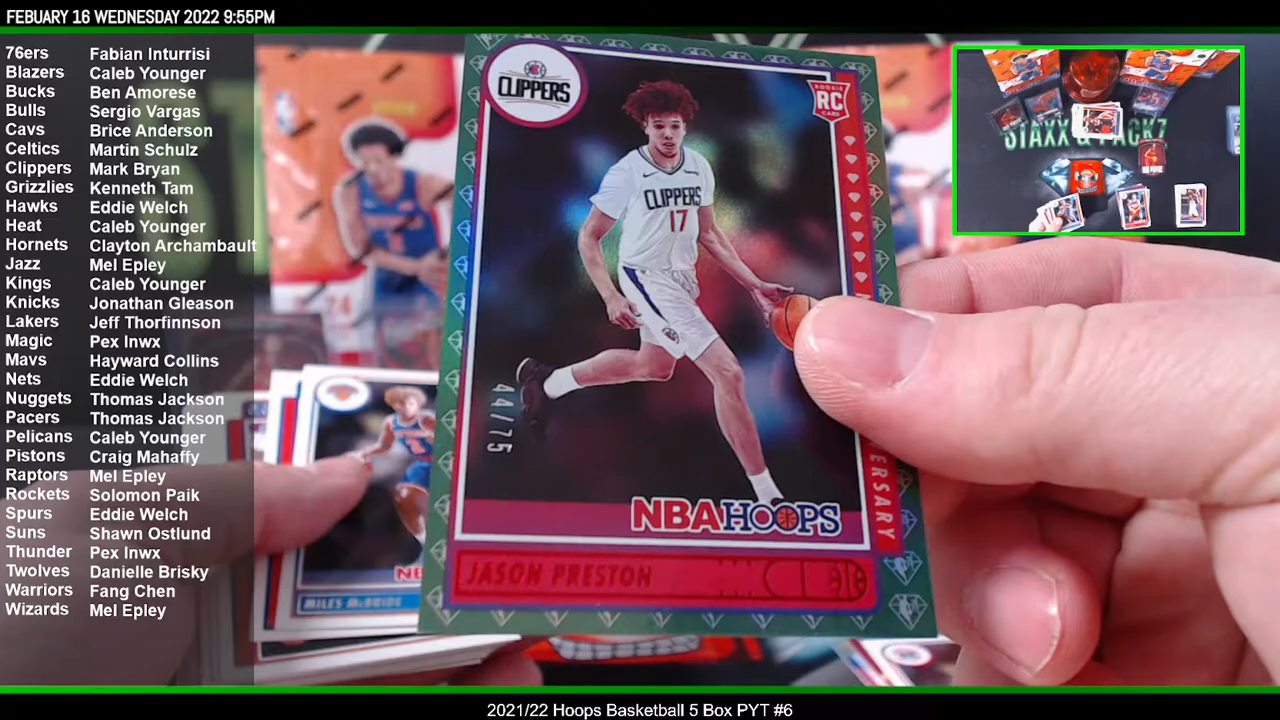 FEBUARY 16 WEDNESDAY 2022 9:55PM
76ers Fabian Inturrisi
Blazers Caleb Younger
Bucks Ben Amorese
Bulls Sergio Vargas
Cavs Brice Anderson
Celtics Martin Schulz
Clippers Mark Bryan
Grizzlies Kenneth Tam
Hawks Eddie Welch
Heat Caleb Younger
Hornets Clayton Archambault
Jazz Mel Epley
Kings Caleb Younger
Knicks Jonathan Gleason
Lakers Jeff Thorfinnson
Magic Pex Inwx
Mavs Hayward Collins
Nets Eddie Welch
Nuggets Thomas Jackson
Pacers Thomas Jackson
Pelicans Caleb Younger
Pistons Craig Mahaffy
Raptors Mel Epley
Rockets Solomon Paik
Spurs Eddie Welch
Suns Shawn Ostlund
Thunder Pex Inwx
Twolves Danielle Brisky
Warriors Fang Chen
Wizards Mel Epley
CLIPPERS
ROOKIE
RC
CARD
CLIPPERS
17
44/75
ERSARY
NBA HOOPS
JASON PRESTON
MILES McBRIDE
NB
STAXX & PACKZ
2021/22 Hoops Basketball 5 Box PYT #6